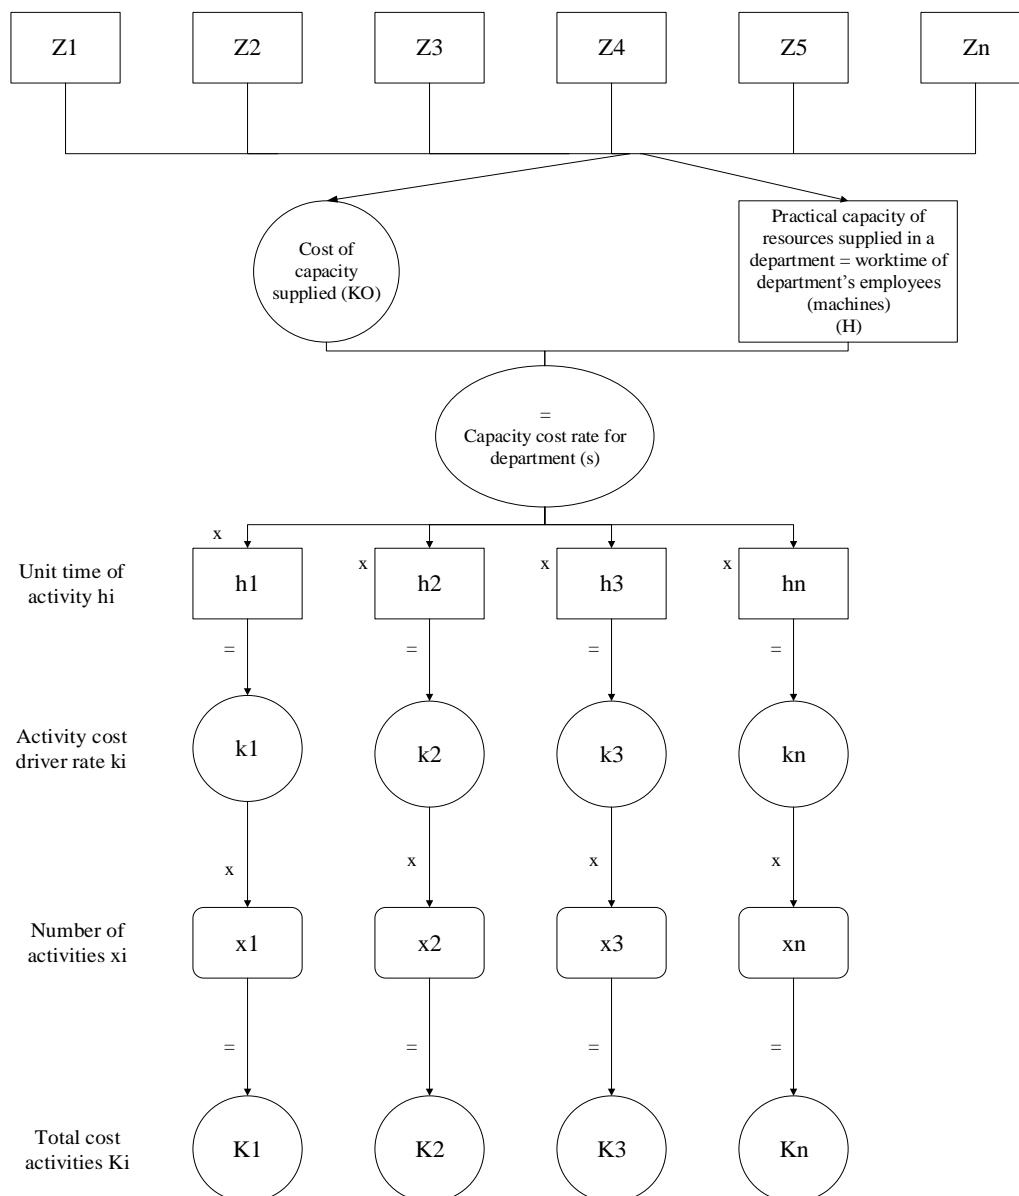 Z1
Z2
Z3
Z4
Z5
Zn
Cost of
capacity
supplied (KO)
Practical capacity of
resources supplied in a
department = worktime of
department's employees
(machines)
(H)
=
Capacity cost rate for
department (s)
x
x
x
x
Unit time of
activity hi
h1
h2
h3
hn
=
=
=
=
Activity cost
driver rate ki
k1
k2
k3
kn
x
x
x
x
Number of
activities xi
x1
x2
x3
xn
=
=
=
=
Total cost
activities Ki
K1
K2
K3
Kn